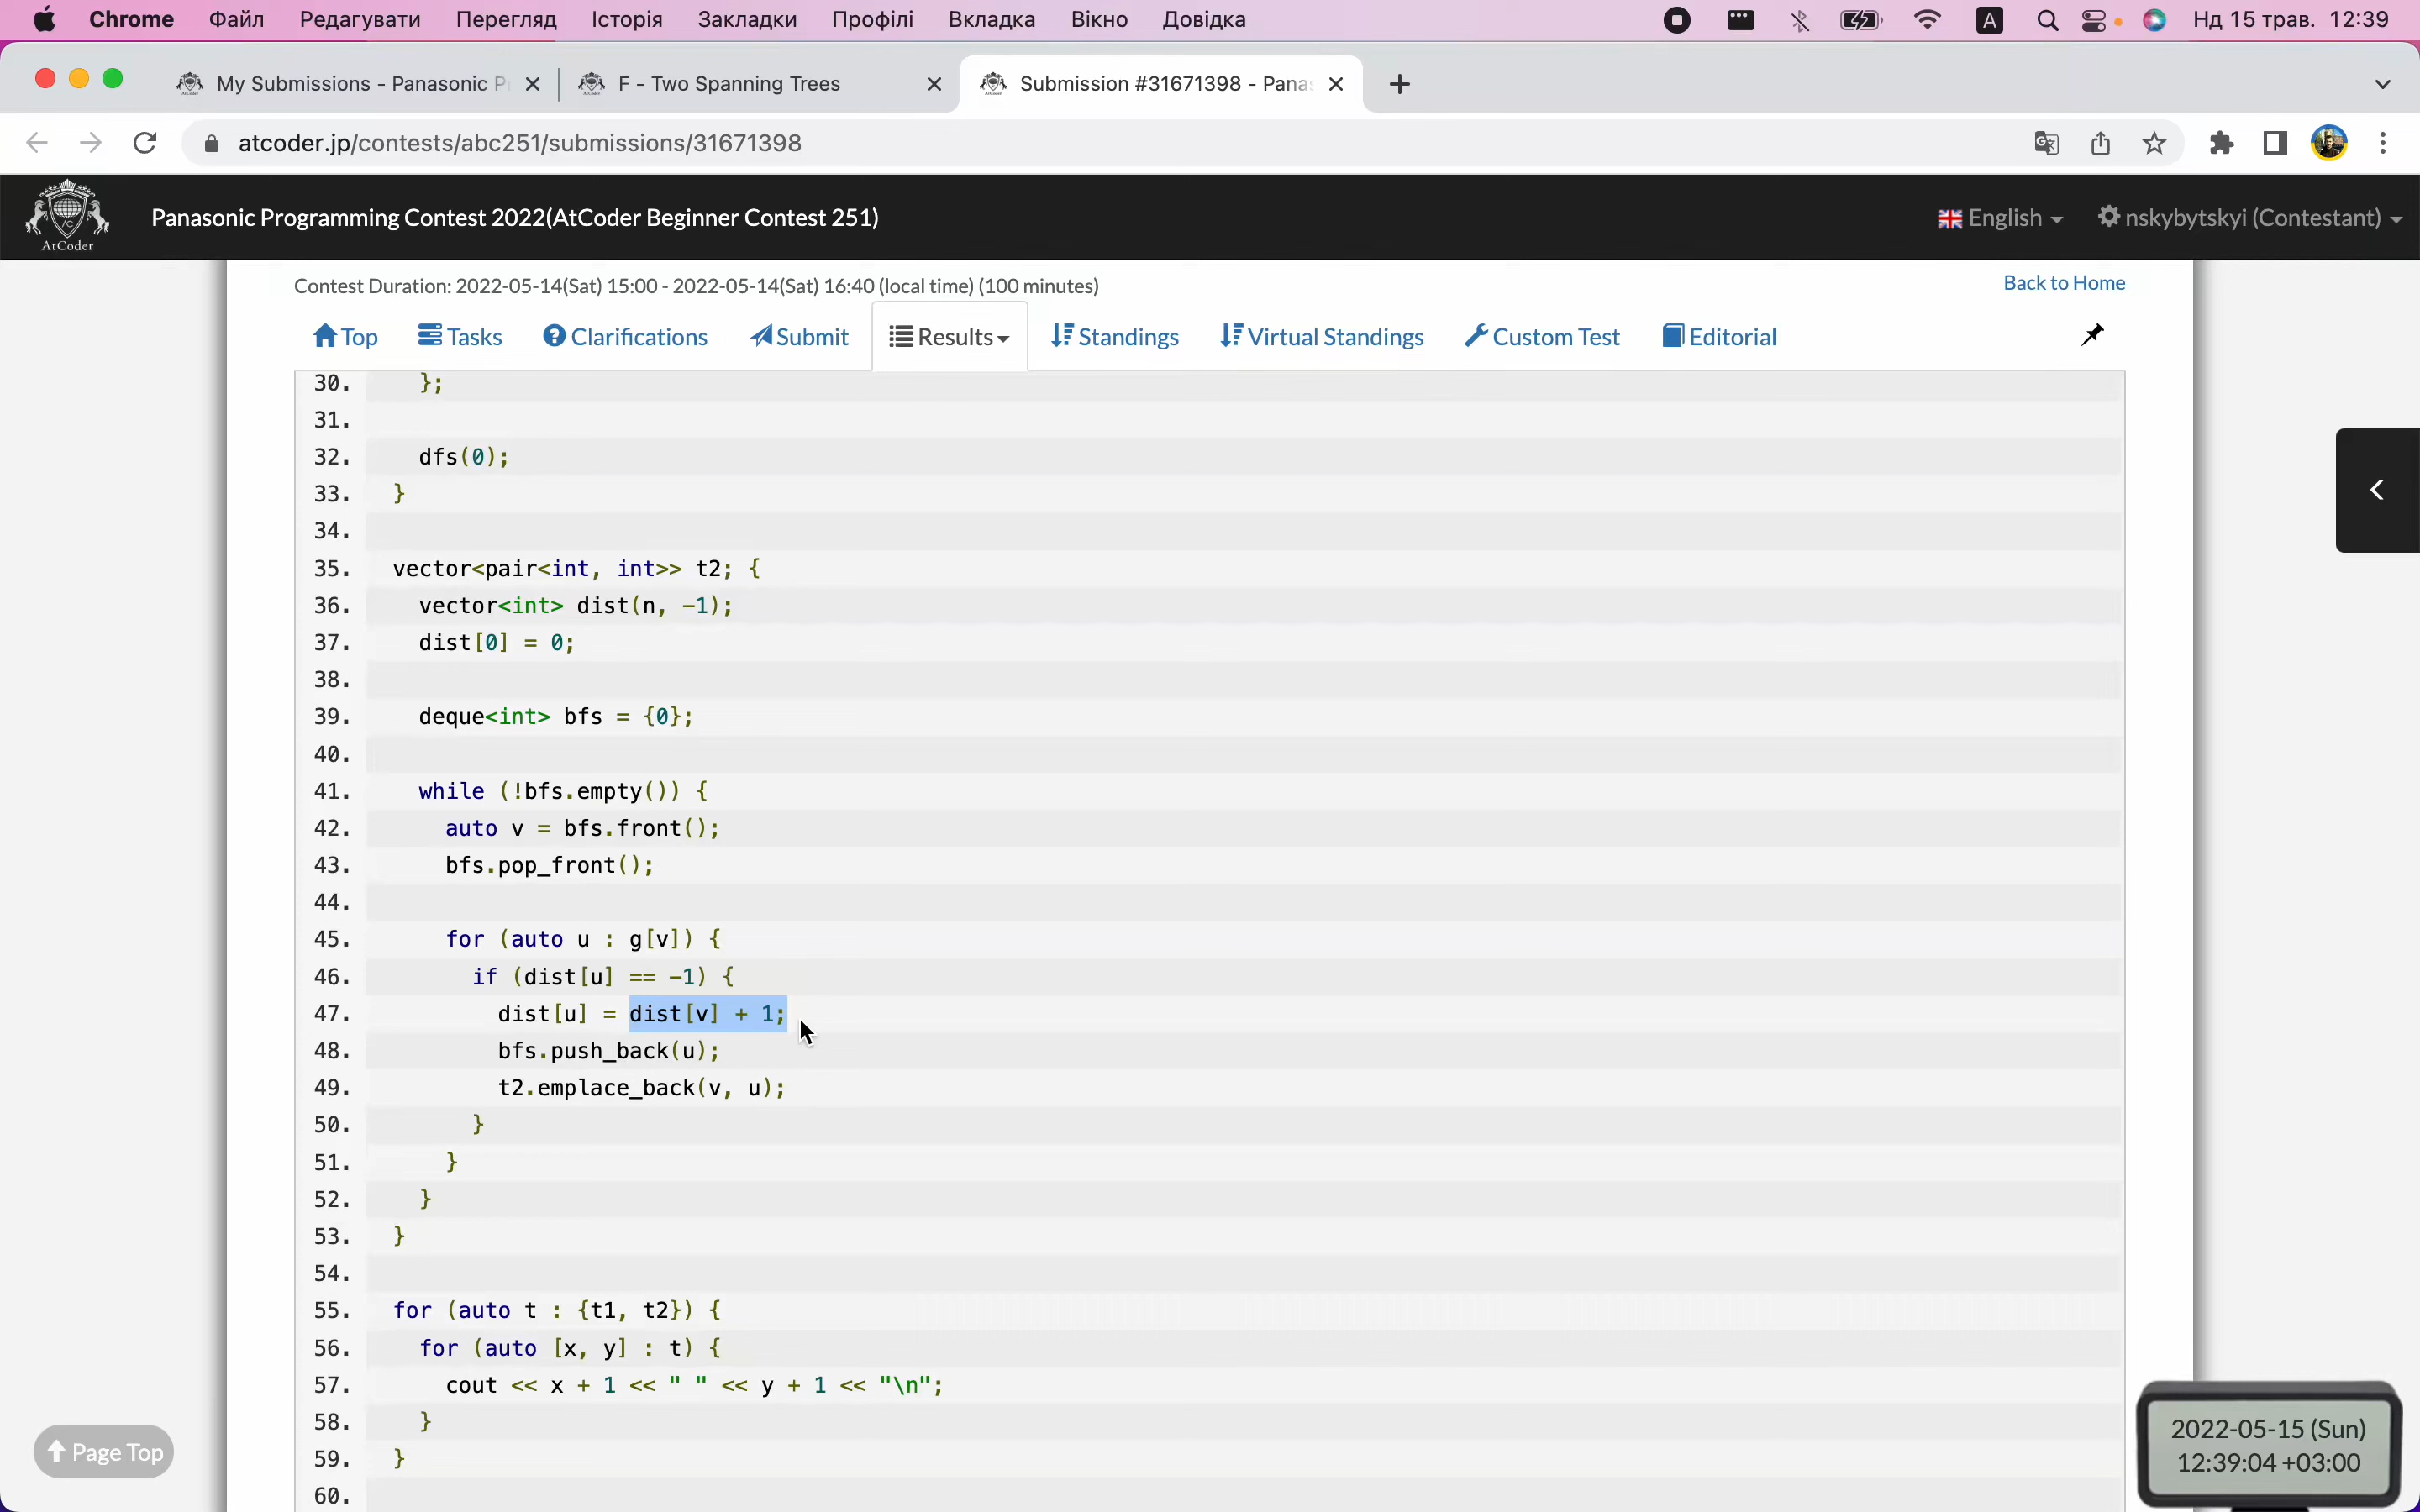 Chrome Файл Редагувати Перегляд Історія Закладки Профілі Вкладка Вікно Довідка A Нд 15 трав. 12:39
My Submissions - Panasonic P F - Two Spanning Trees Submission #31671398 - Pana
atcoder.jp/contests/abc251/submissions/31671398
AtCoder Panasonic Programming Contest 2022(AtCoder Beginner Contest 251) English nskybytskyi (Contestant)
Contest Duration: 2022-05-14(Sat) 15:00 - 2022-05-14(Sat) 16:40 (local time) (100 minutes) Back to Home
Top Tasks Clarifications Submit Results Standings Virtual Standings Custom Test Editorial
30. };
31.
32. dfs(0);
33. }
34.
35. vector<pair<int, int>> t2; {
36. vector<int> dist(n, -1);
37. dist[0] = 0;
38.
39. deque<int> bfs = {0};
40.
41. while (!bfs.empty()) {
42. auto v = bfs.front();
43. bfs.pop_front();
44.
45. for (auto u : g[v]) {
46. if (dist[u] == -1) {
47. dist[u] = dist[v] + 1;
48. bfs.push_back(u);
49. t2.emplace_back(v, u);
50. }
51. }
52. }
53. }
54.
55. for (auto t : {t1, t2}) {
56. for (auto [x, y] : t) {
57. cout << x + 1 << " " << y + 1 << "\n";
58. }
59. }
60.
Page Top
2022-05-15 (Sun)
12:39:04 +03:00